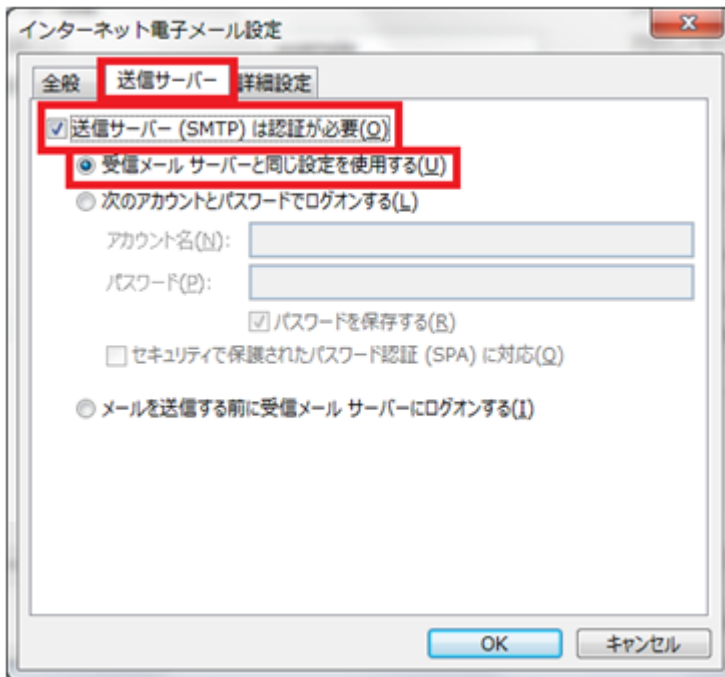 インターネット電子メール設定
全般 送信サーバー 詳細設定
送信サーバー (SMTP) は認証が必要(O)
受信メール サーバーと同じ設定を使用する(U)
次のアカウントとパスワードでログオンする(L)
アカウント名(N):
パスワード(P):
パスワードを保存する(R)
セキュリティで保護されたパスワード認証 (SPA) に対応(Q)
メールを送信する前に受信メール サーバーにログオンする(I)
OK キャンセル